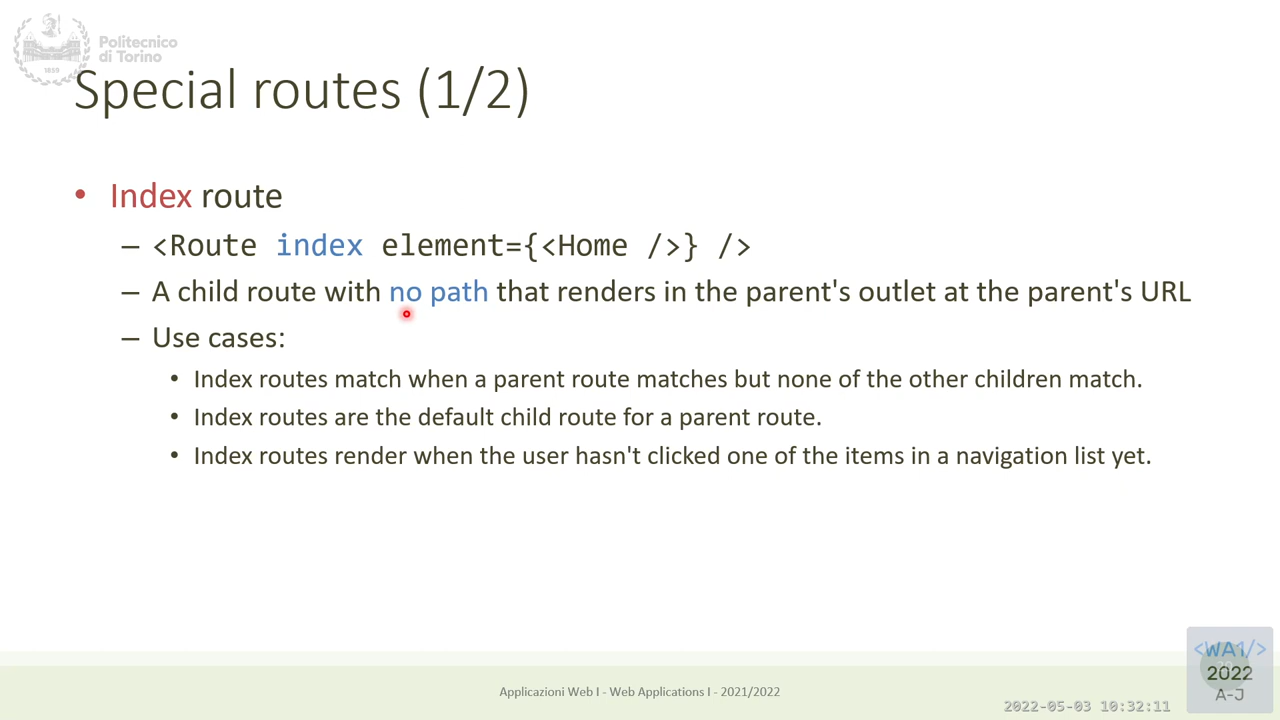 Politecnico
di Torino
1859
Special routes (1/2)
• Index route
– <Route index element={<Home />} />
– A child route with no path that renders in the parent's outlet at the parent's URL
– Use cases:
• Index routes match when a parent route matches but none of the other children match.
• Index routes are the default child route for a parent route.
• Index routes render when the user hasn't clicked one of the items in a navigation list yet.
Applicazioni Web I - Web Applications I - 2021/2022
2022-05-03 10:32:11
<WA1/>
2022
A-J